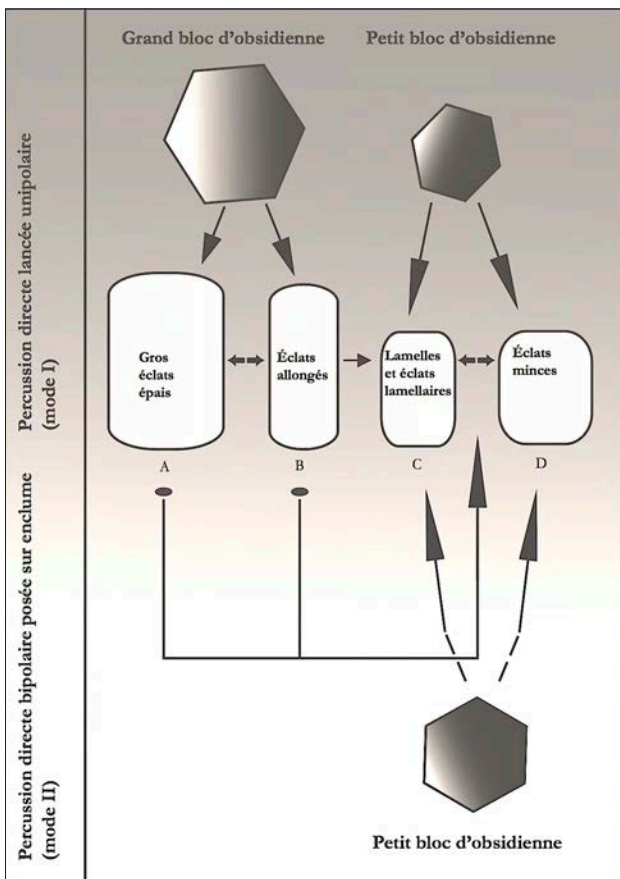 Grand bloc d'obsidienne
Petit bloc d'obsidienne
Percussion directe lancée unipolaire
(mode I)
Gros
éclats
épais
Éclats
allongés
Lamelles
et éclats
lamellaires
Éclats
minces
A
B
C
D
Percussion directe bipolaire posée sur enclume
(mode II)
Petit bloc d'obsidienne